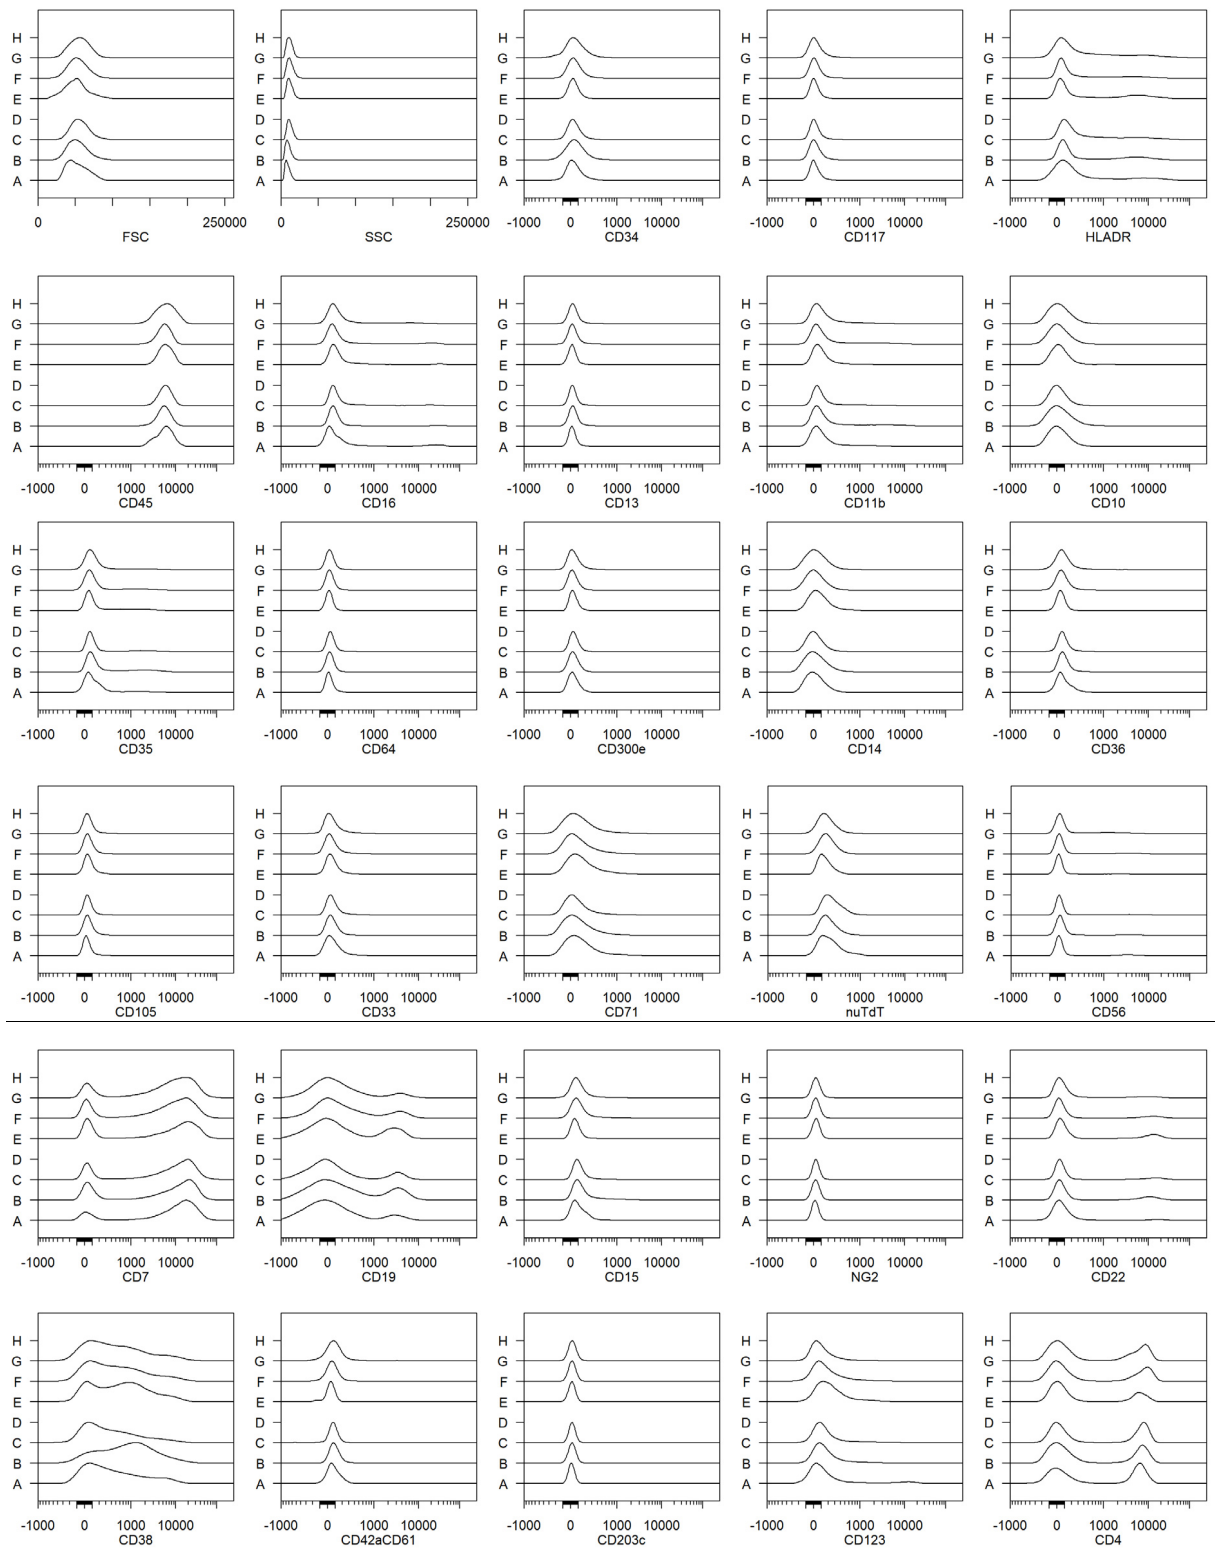 H H H H H
G G G G G
F F F F F
E E E E E
D D D D D
C C C C C
B B B B B
A A A A A
0 250000 0 250000 -1000 0 1000 10000 -1000 0 1000 10000 -1000 0 1000 10000
FSC SSC CD34 CD117 HLADR
H H H H H
G G G G G
F F F F F
E E E E E
D D D D D
C C C C C
B B B B B
A A A A A
-1000 0 1000 10000 -1000 0 1000 10000 -1000 0 1000 10000 -1000 0 1000 10000 -1000 0 1000 10000
CD45 CD16 CD13 CD11b CD10
H H H H H
G G G G G
F F F F F
E E E E E
D D D D D
C C C C C
B B B B B
A A A A A
-1000 0 1000 10000 -1000 0 1000 10000 -1000 0 1000 10000 -1000 0 1000 10000 -1000 0 1000 10000
CD35 CD64 CD300e CD14 CD36
H H H H H
G G G G G
F F F F F
E E E E E
D D D D D
C C C C C
B B B B B
A A A A A
-1000 0 1000 10000 -1000 0 1000 10000 -1000 0 1000 10000 -1000 0 1000 10000 -1000 0 1000 10000
CD105 CD33 CD71 nuTdT CD56
H H H H H
G G G G G
F F F F F
E E E E E
D D D D D
C C C C C
B B B B B
A A A A A
-1000 0 1000 10000 -1000 0 1000 10000 -1000 0 1000 10000 -1000 0 1000 10000 -1000 0 1000 10000
CD7 CD19 CD15 NG2 CD22
H H H H H
G G G G G
F F F F F
E E E E E
D D D D D
C C C C C
B B B B B
A A A A A
-1000 0 1000 10000 -1000 0 1000 10000 -1000 0 1000 10000 -1000 0 1000 10000 -1000 0 1000 10000
CD38 CD42aCD61 CD203c CD123 CD4